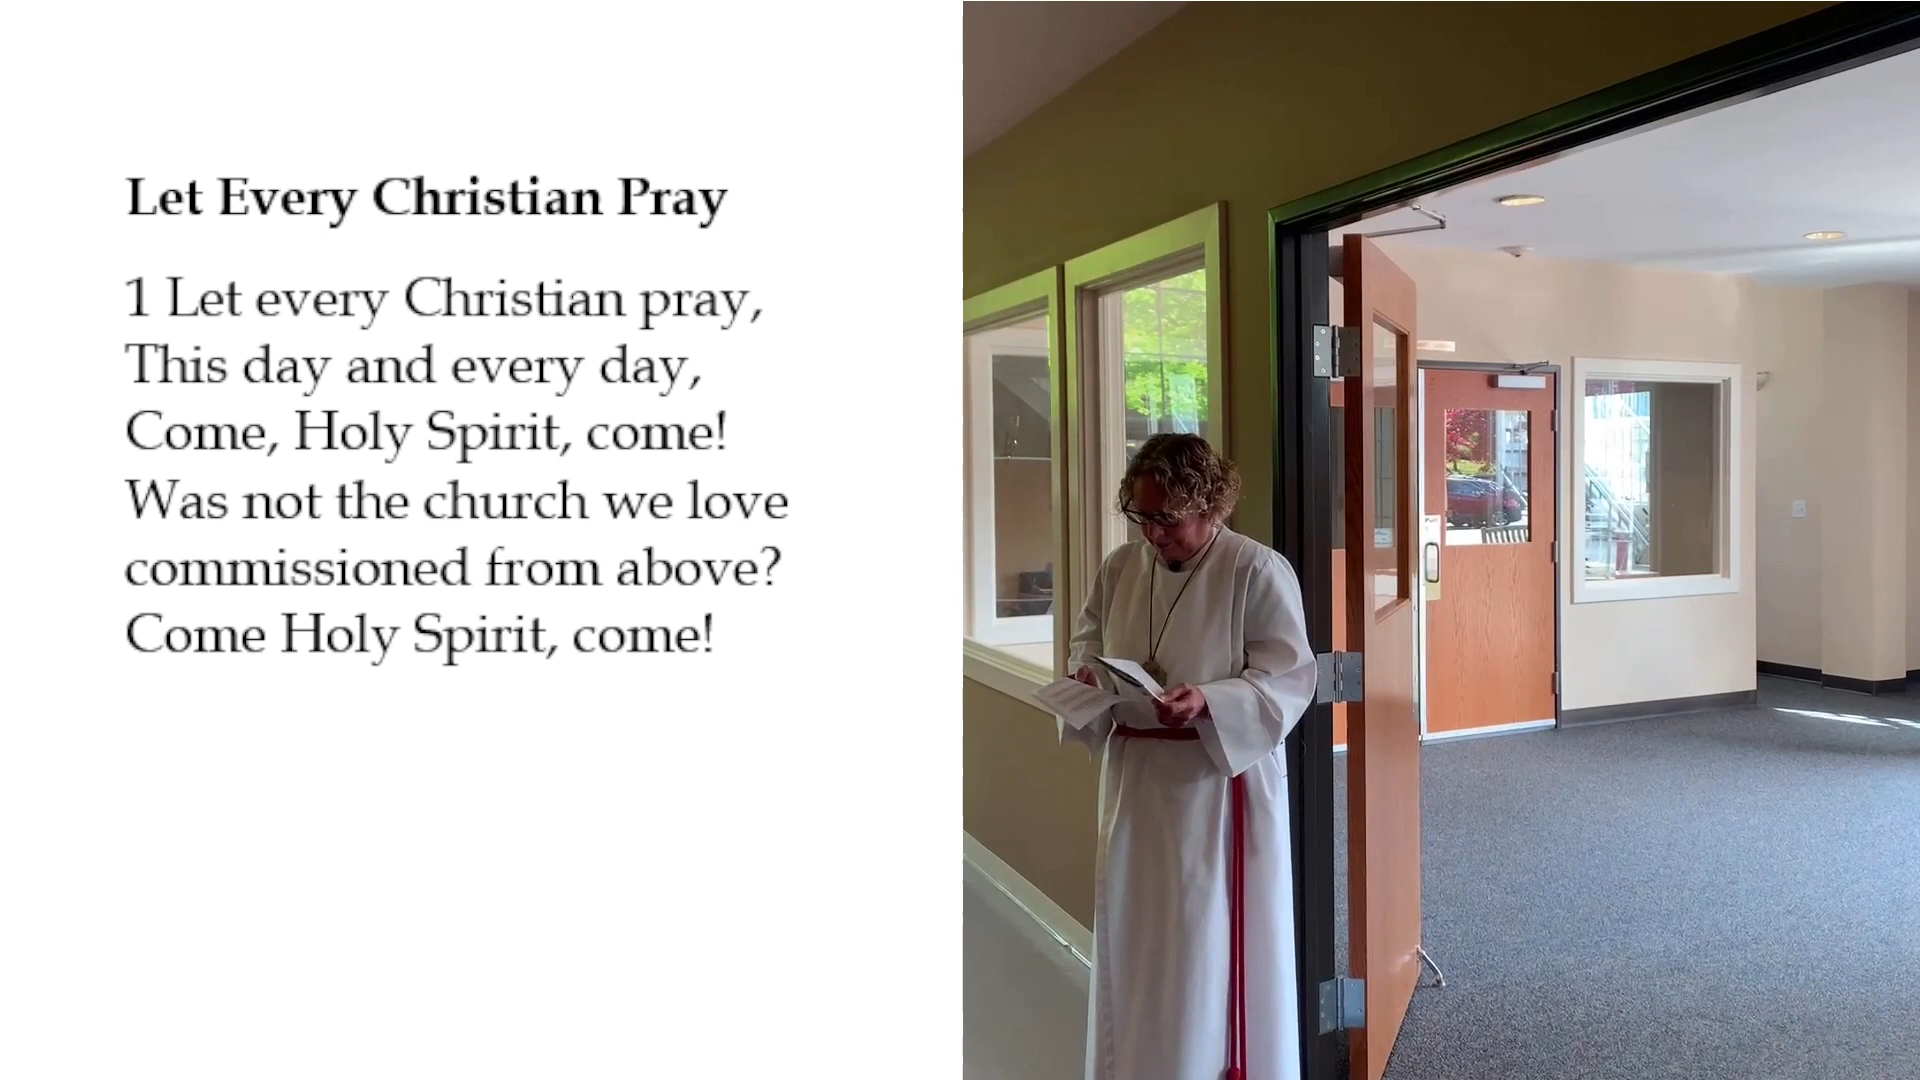 Let Every Christian Pray
1 Let every Christian pray,
This day and every day,
Come, Holy Spirit, come!
Was not the church we love
commissioned from above?
Come Holy Spirit, come!